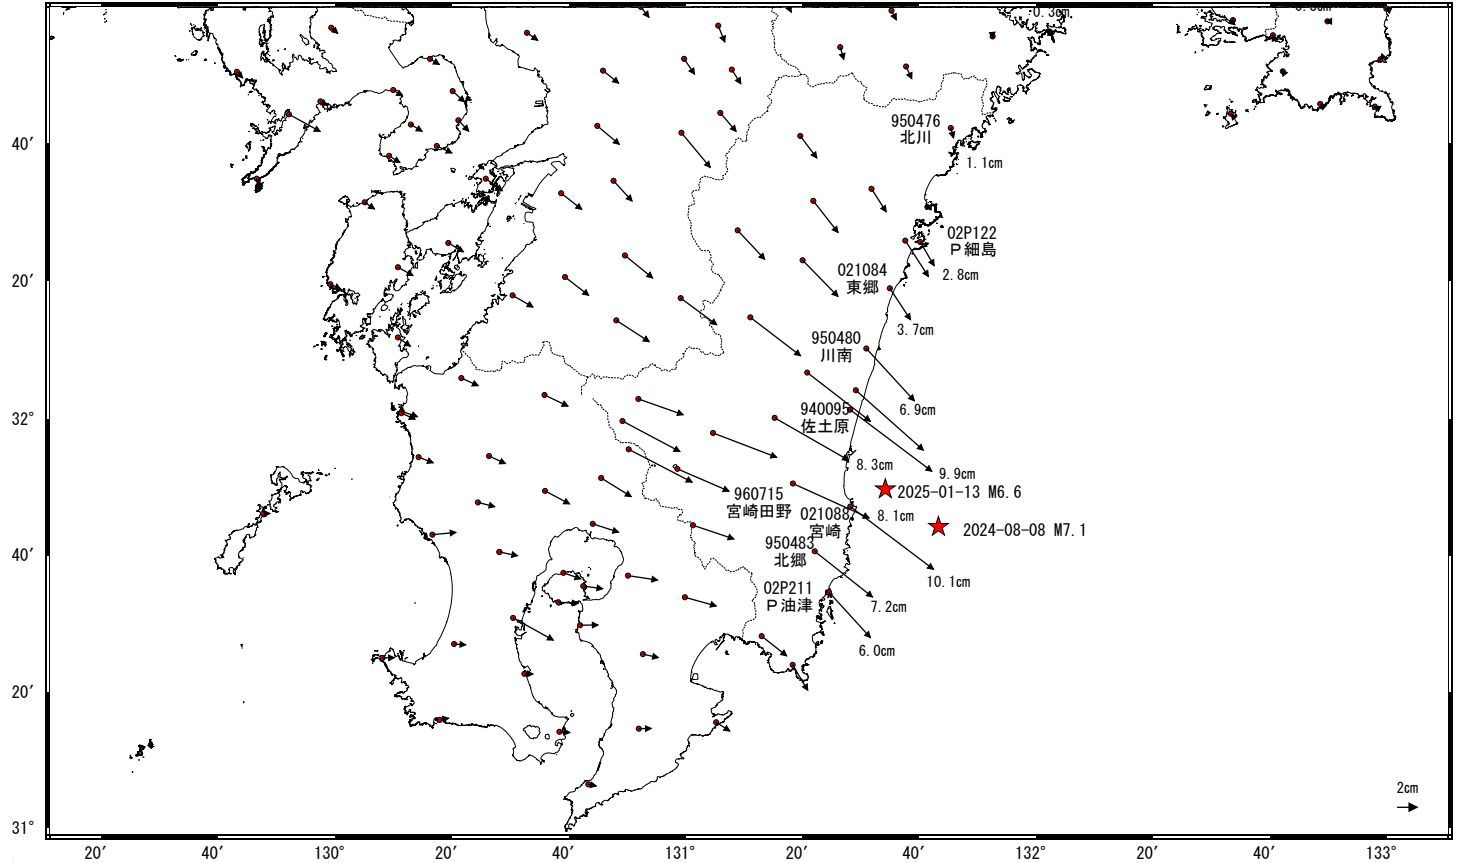 0.3cm
950476
北川
40′
1.1cm
02P122
P細島
2.8cm
021084
東郷
20′
3.7cm
950480
川南
6.9cm
940095
佐土原
32°
8.3cm
9.9cm
960715
宮崎田野
2025-01-13 M6.6
021088
宮崎
8.1cm
2024-08-08 M7.1
950483
北郷
40′
10.1cm
02P211
P油津
7.2cm
6.0cm
20′
2cm
31°
20′ 40′ 130° 20′ 40′ 131° 20′ 40′ 132° 20′ 40′ 133°